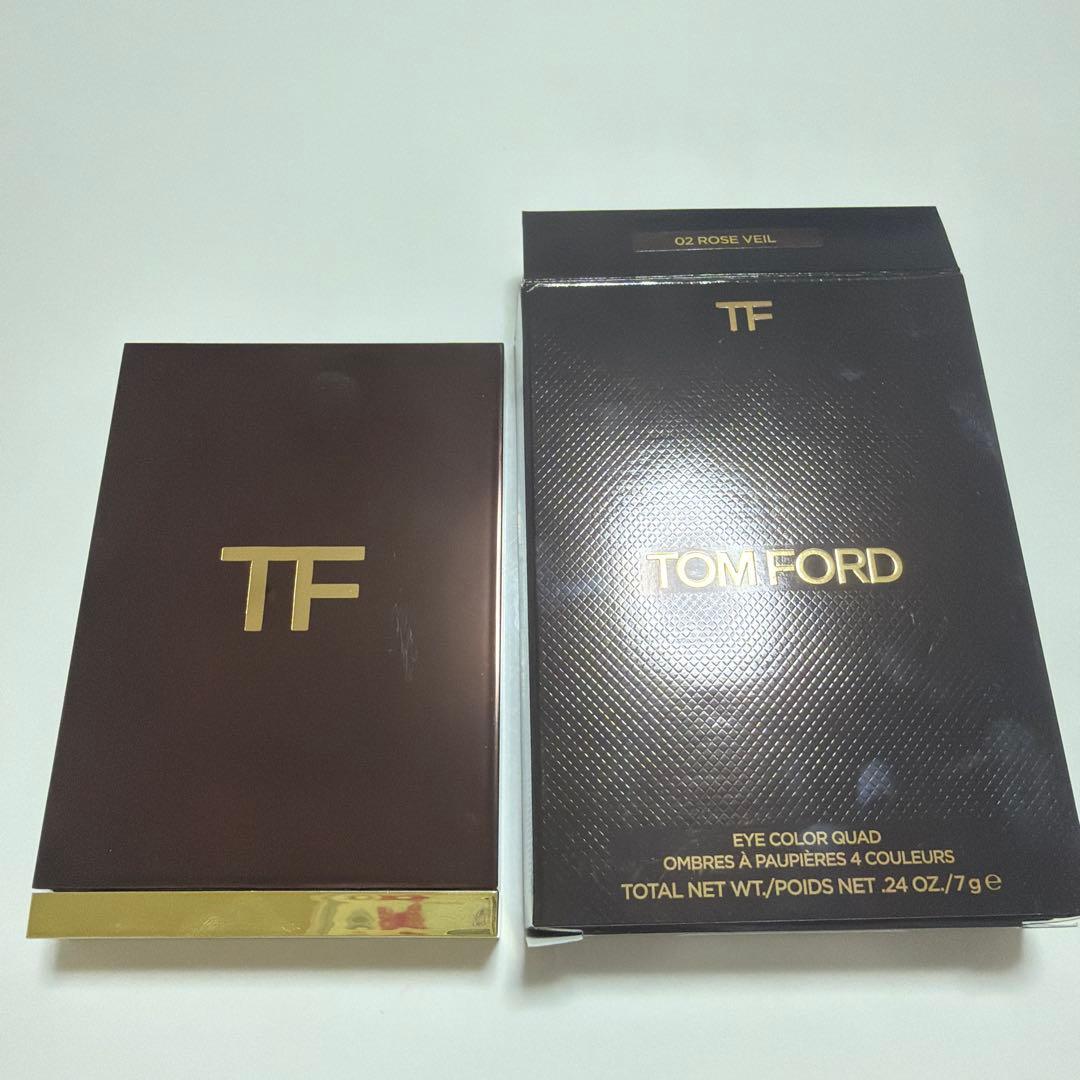 TF
02 ROSE VEIL
TF
TOM FORD
EYE COLOR QUAD
OMBRES À PAUPIÈRES 4 COULEURS
TOTAL NET WT./POIDS NET .24 OZ./7 g ℮